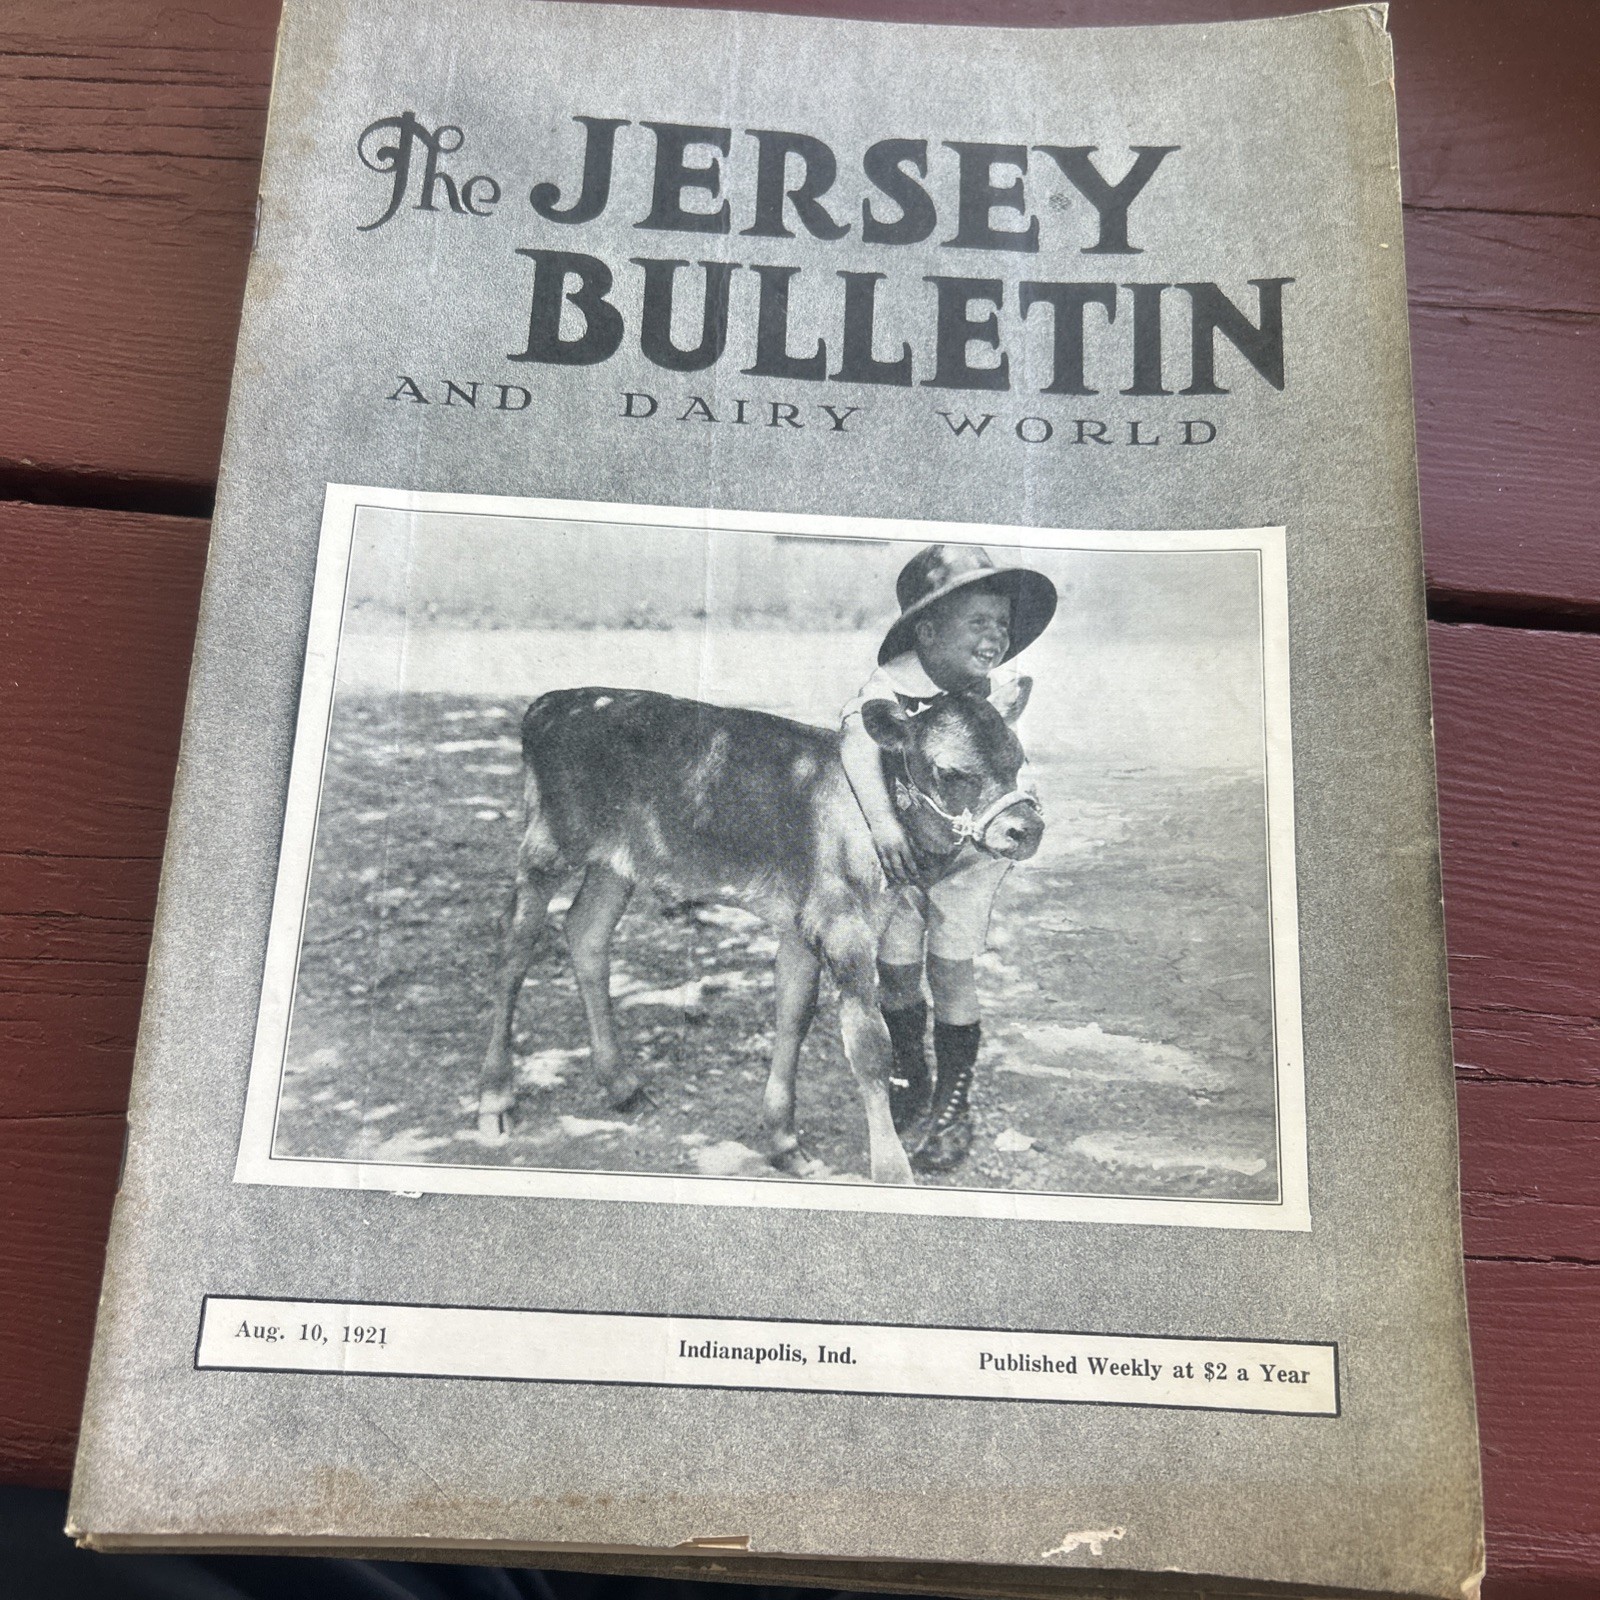 The JERSEY
BULLETIN
AND DAIRY WORLD
Aug. 10, 1921 Indianapolis, Ind. Published Weekly at $2 a Year